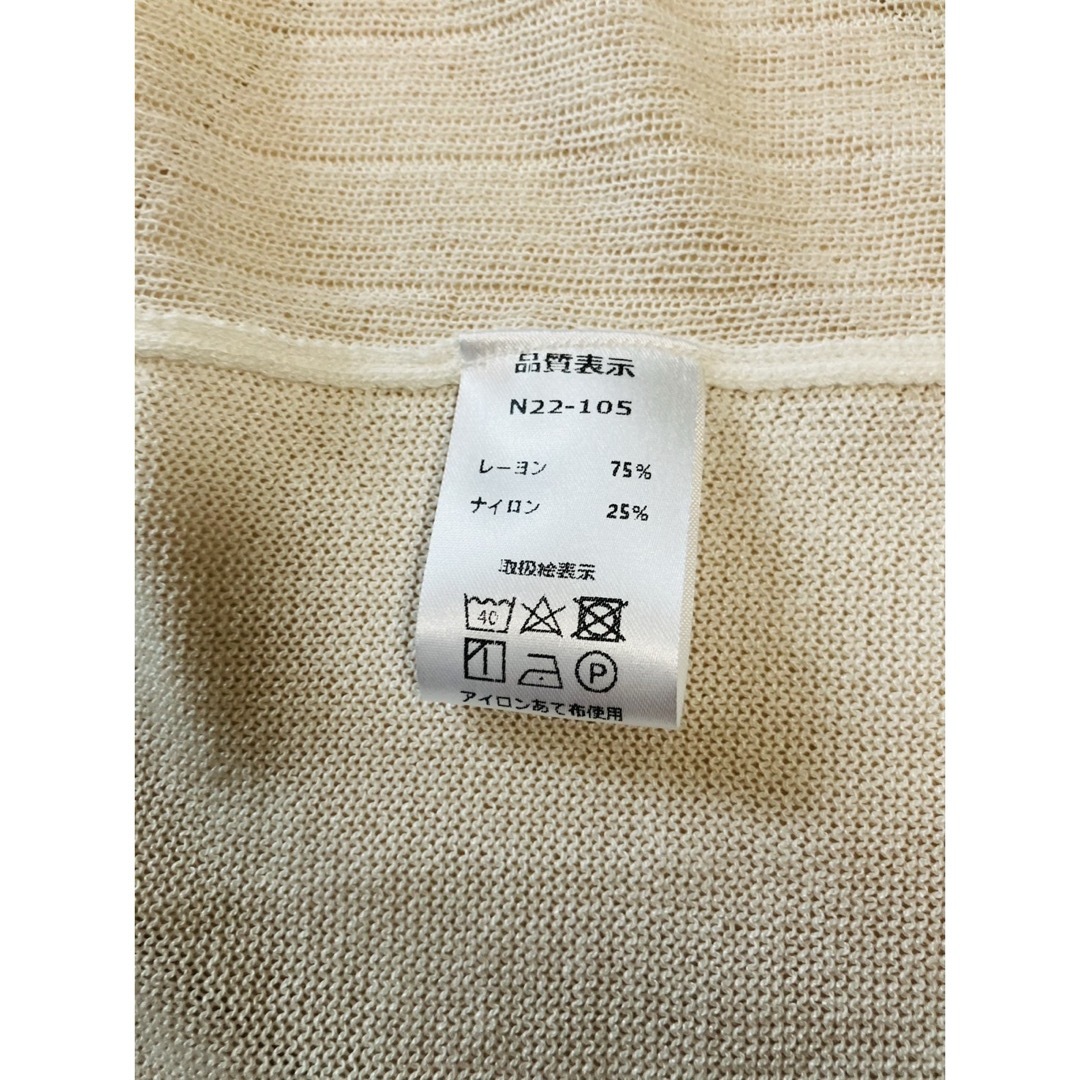 品質表示
N22-105
レーヨン 75%
ナイロン 25%
取扱絵表示
40
P
アイロンあて布使用